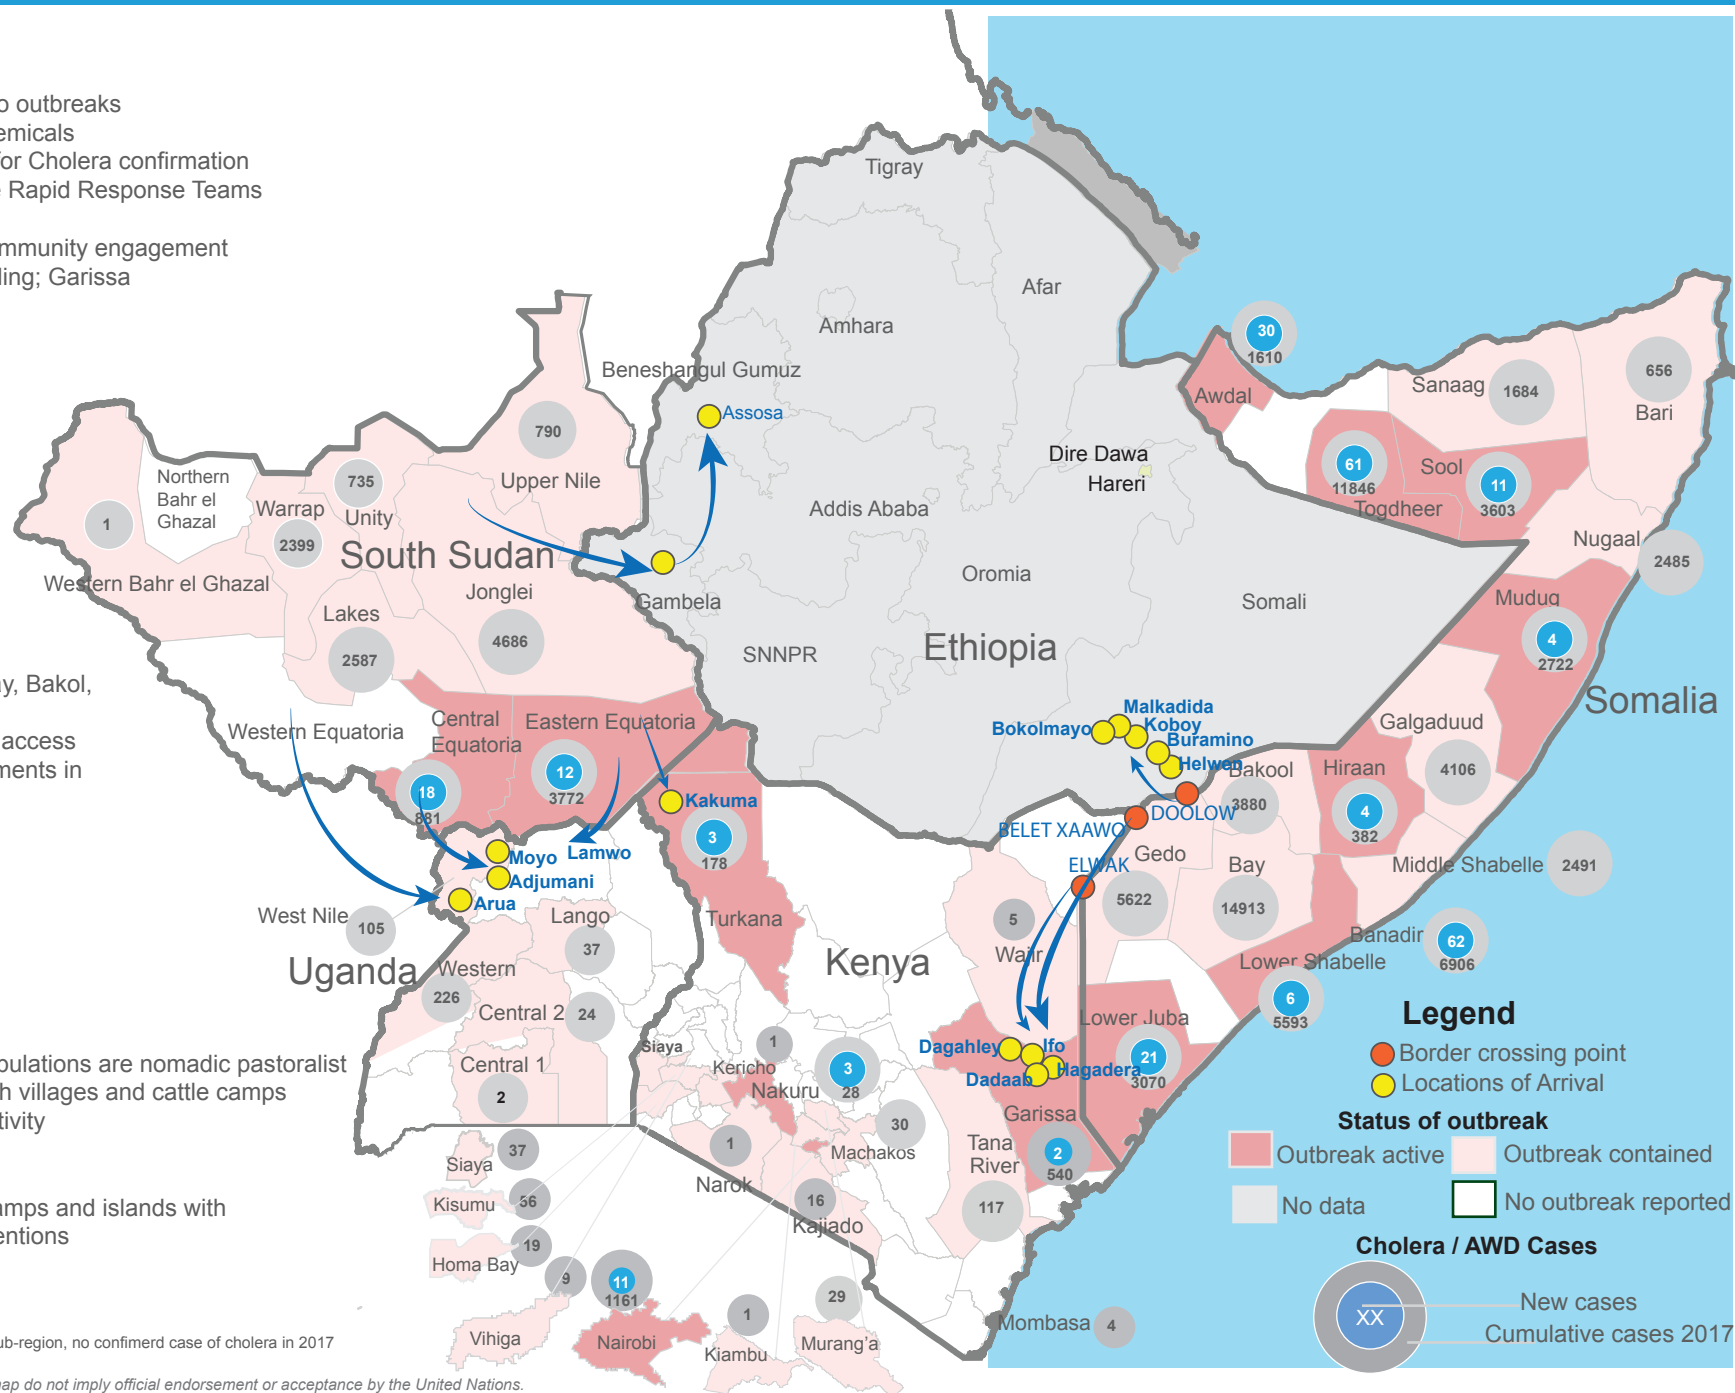 o outbreaks
emicals
for Cholera confirmation
e Rapid Response Teams
mmunity engagement
ling; Garissa
y, Bakol,
access
ments in
pulations are nomadic pastoralist
h villages and cattle camps
tivity
amps and islands with
entions
ub-region, no confimerd case of cholera in 2017
nap do not imply official endorsement or acceptance by the United Nations.
Tigray
Afar
Amhara
Beneshangul Gumuz
Assosa
Dire Dawa
Hareri
Addis Ababa
Oromia
Somali
Gambela
SNNPR
Ethiopia
Malkadida
Bokolmayo
Koboy
Buramino
Helwen
DOOLOW
BELET XAAWO
ELWAK
30
1610
Awdal
Sanaag
1684
656
Bari
61
11846
Togdheer
Sool
11
3603
Nugaal
2485
Mudug
4
2722
Somalia
Galgaduud
4106
Hiraan
4
382
Bakool
3880
Gedo
5622
Bay
14913
Middle Shabelle
2491
Banadir
62
6906
Lower Shabelle
6
5593
Lower Juba
21
3070
790
Upper Nile
Northern
Bahr el
Ghazal
735
Unity
Warrap
2399
1
Western Bahr el Ghazal
South Sudan
Jonglei
4686
Lakes
2587
Western Equatoria
Central
Equatoria
18
881
Eastern Equatoria
12
3772
Kakuma
3
178
Turkana
Moyo
Lamwo
Adjumani
Arua
West Nile
105
Lango
37
Uganda
Western
226
Central 2
24
Central 1
2
Kenya
5
Wajir
Dagahley
Ifo
Hagadera
Dadaab
Garissa
2
540
Tana
River
117
Siaya
Kericho
1
Nakuru
3
28
30
Machakos
1
Narok
16
Kajiado
Siaya
37
Kisumu
56
Homa Bay
19
9
Vihiga
11
1161
Nairobi
1
Kiambu
29
Murang'a
Mombasa
4
Legend
Border crossing point
Locations of Arrival
Status of outbreak
Outbreak active
Outbreak contained
No data
No outbreak reported
Cholera / AWD Cases
XX
New cases
Cumulative cases 2017